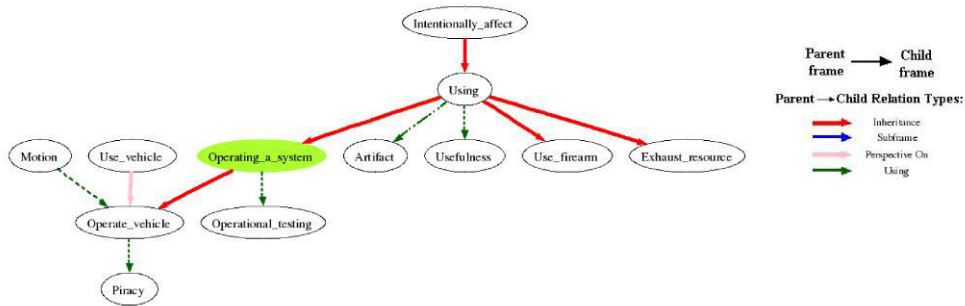 Intentionally_affect
Using
Motion
Use_vehicle
Operating_a_system
Artifact
Usefulness
Use_firearm
Exhaust_resource
Operate_vehicle
Operational_testing
Piracy
Parent frame
Child frame
Parent → Child Relation Types:
Inheritance
Subframe
Perspective On
Using